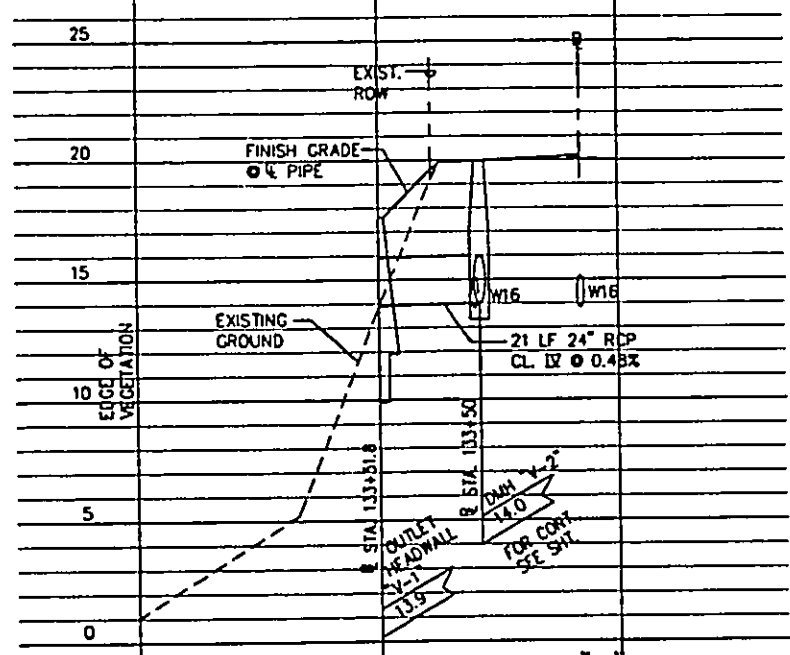 25
EXIST.
ROW
20
FINISH GRADE
@ ℄ PIPE
15
W16
W16
EXISTING
GROUND
21 LF 24" RCP
CL. IV @ 0.48%
EDGE OF
VEGETATION
10
STA. 133+50
STA. 133+51.8
5
DMH "V-2"
14.0
FOR CONT.
SEE SHT.
OUTLET
HEADWALL
"V-1"
13.9
0